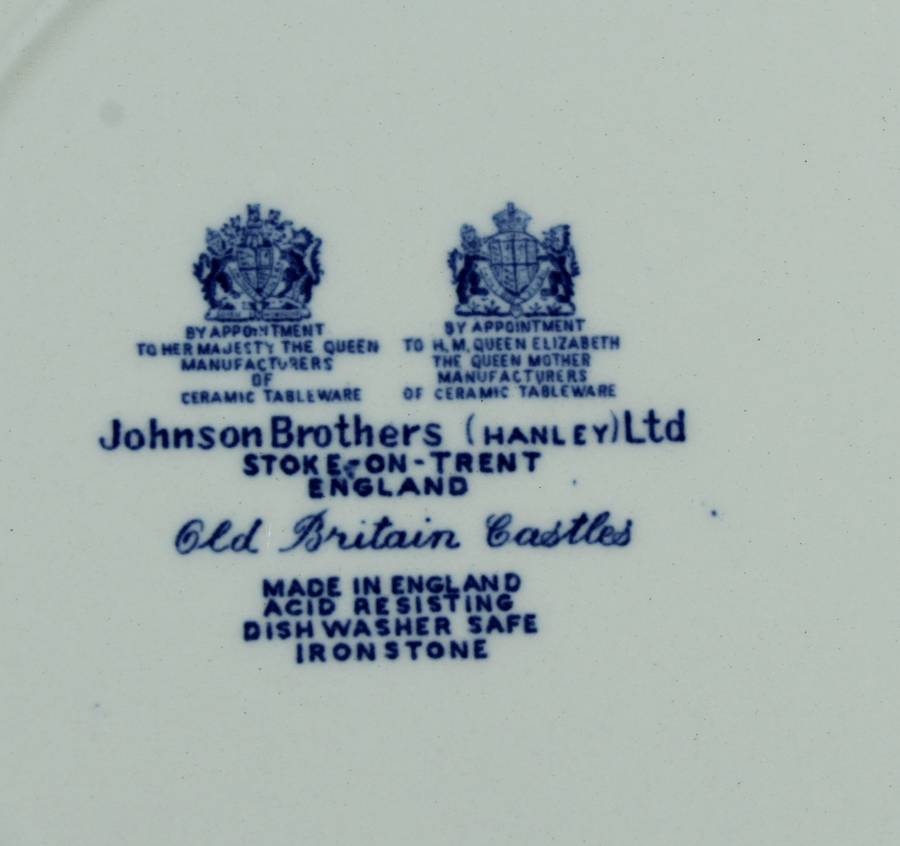 BY APPOINTMENT
TO HER MAJESTY THE QUEEN
MANUFACTURERS
OF
CERAMIC TABLEWARE
BY APPOINTMENT
TO H.M. QUEEN ELIZABETH
THE QUEEN MOTHER
MANUFACTURERS
OF CERAMIC TABLEWARE
Johnson Brothers (HANLEY) Ltd
STOKE-ON-TRENT
ENGLAND
Old Britain Castles
MADE IN ENGLAND
ACID RESISTING
DISHWASHER SAFE
IRONSTONE